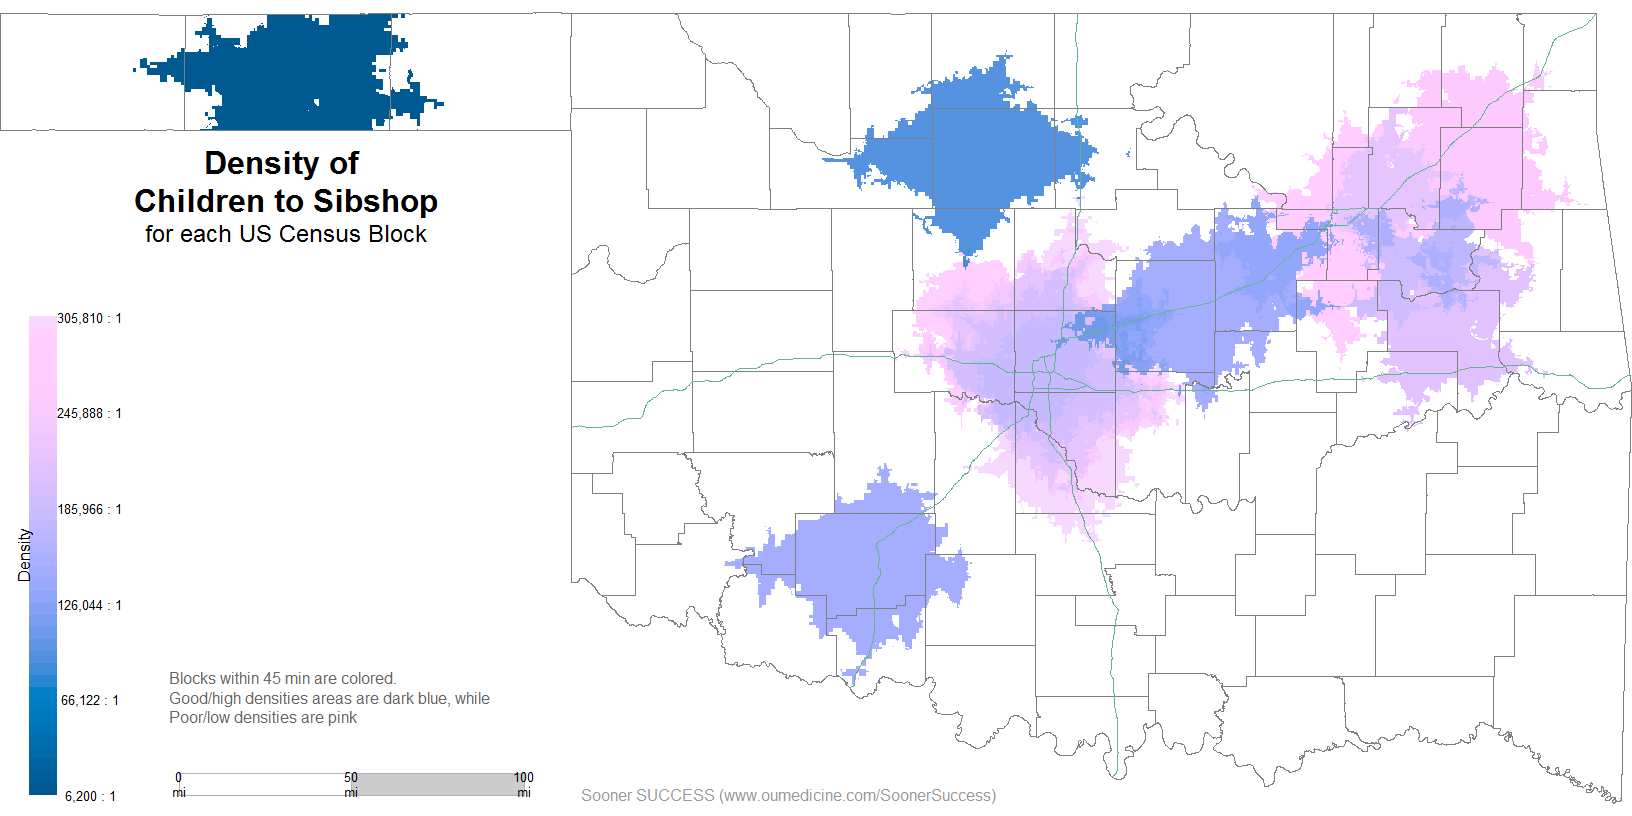 Density of
Children to Sibshop
for each US Census Block
305,810 : 1
245,888 : 1
185,966 : 1
126,044 : 1
66,122 : 1
6,200 : 1
Density
Blocks within 45 min are colored.
Good/high densities areas are dark blue, while
Poor/low densities are pink
0 50 100
mi mi mi
Sooner SUCCESS (www.oumedicine.com/SoonerSuccess)